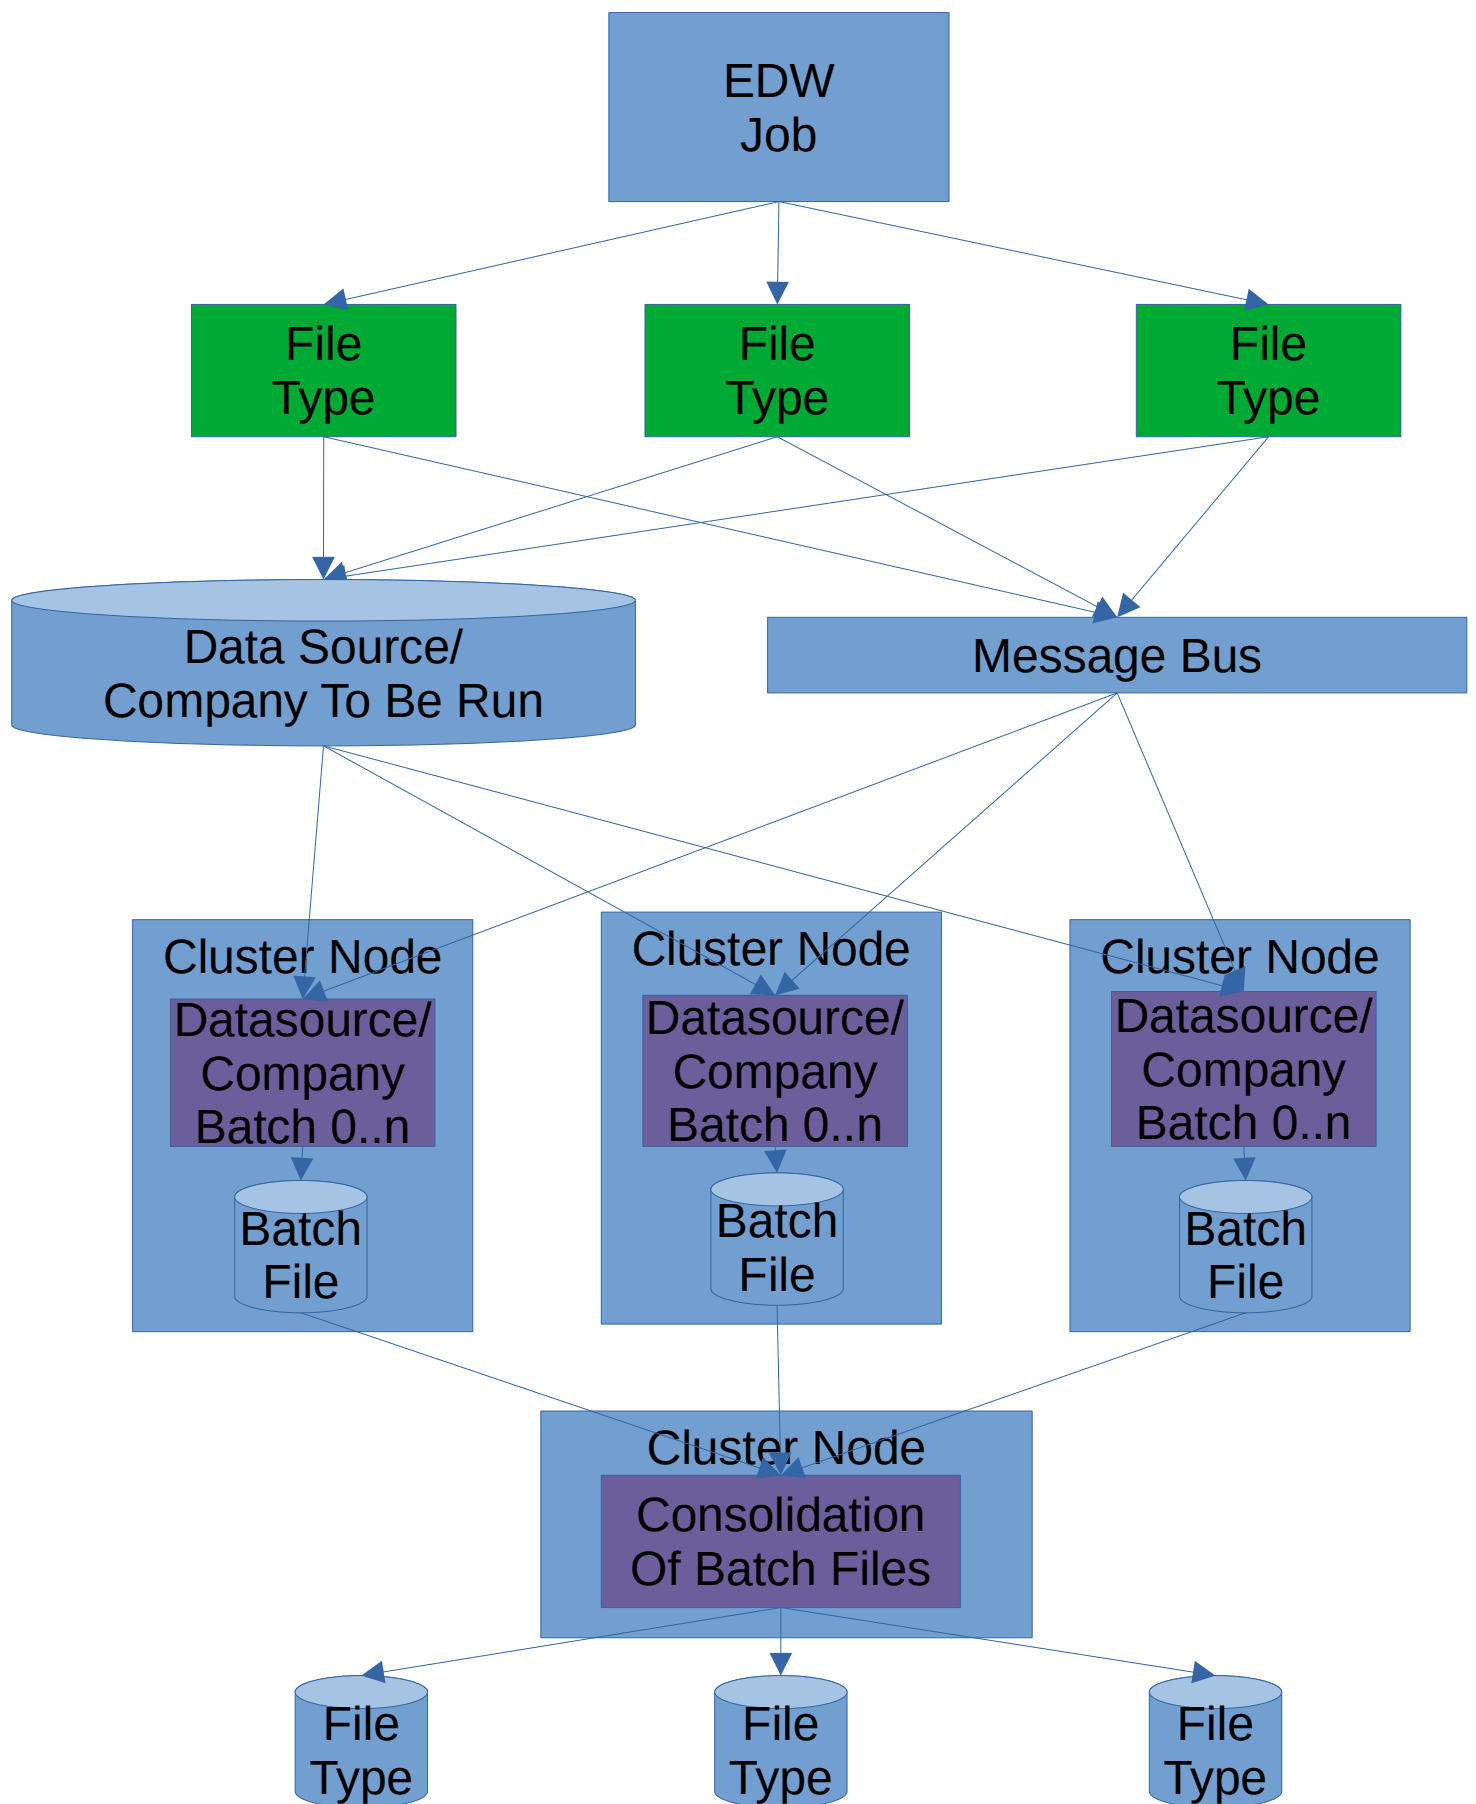 EDW
Job
File
Type
File
Type
File
Type
Data Source/
Company To Be Run
Message Bus
Cluster Node
Datasource/
Company
Batch 0..n
Batch
File
Cluster Node
Datasource/
Company
Batch 0..n
Batch
File
Cluster Node
Datasource/
Company
Batch 0..n
Batch
File
Cluster Node
Consolidation
Of Batch Files
File
Type
File
Type
File
Type